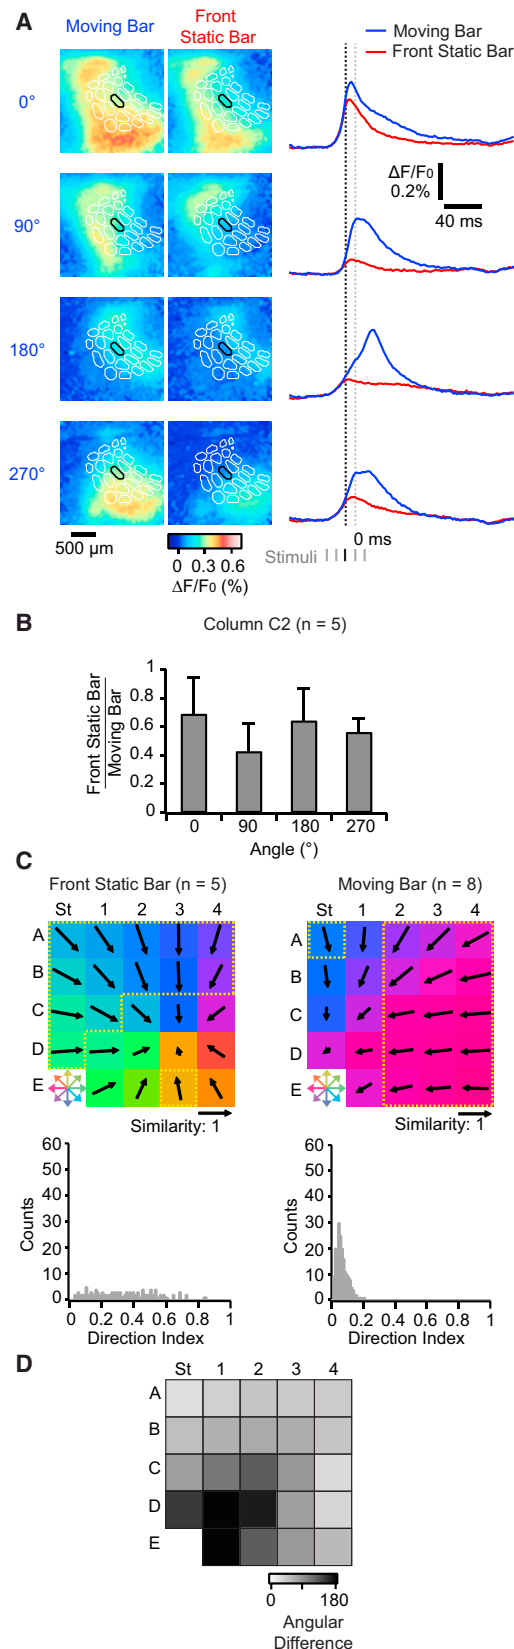 A
Moving Bar
Front
Static Bar
Moving Bar
Front Static Bar
0°
ΔF/F0
0.2%
40 ms
90°
180°
270°
500 µm
0 0.3 0.6
ΔF/F0 (%)
0 ms
Stimuli
B
Column C2 (n = 5)
Front Static Bar
Moving Bar
1
0.8
0.6
0.4
0.2
0
0 90 180 270
Angle (°)
C
Front Static Bar (n = 5)
Moving Bar (n = 8)
St 1 2 3 4
St 1 2 3 4
A
B
C
D
E
A
B
C
D
E
Similarity: 1
Similarity: 1
60
50
40
30
20
10
0
Counts
0 0.2 0.4 0.6 0.8 1
Direction Index
60
50
40
30
20
10
0
Counts
0 0.2 0.4 0.6 0.8 1
Direction Index
D
St 1 2 3 4
A
B
C
D
E
0 180
Angular
Difference